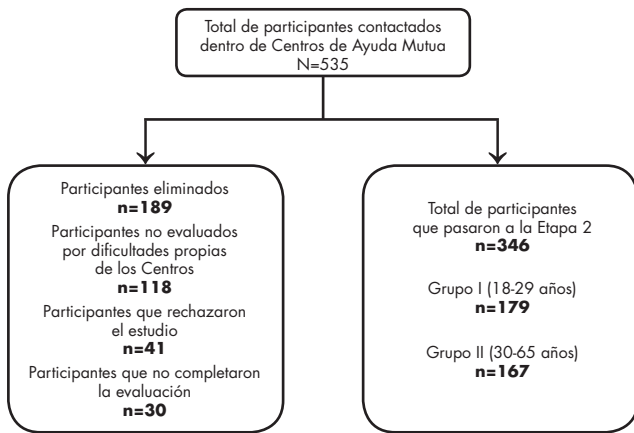 Total de participantes contactados
dentro de Centros de Ayuda Mutua
N=535
Participantes eliminados
n=189
Participantes no evaluados
por dificultades propias
de los Centros
n=118
Participantes que rechazaron
el estudio
n=41
Participantes que no completaron
la evaluación
n=30
Total de participantes
que pasaron a la Etapa 2
n=346
Grupo I (18-29 años)
n=179
Grupo II (30-65 años)
n=167